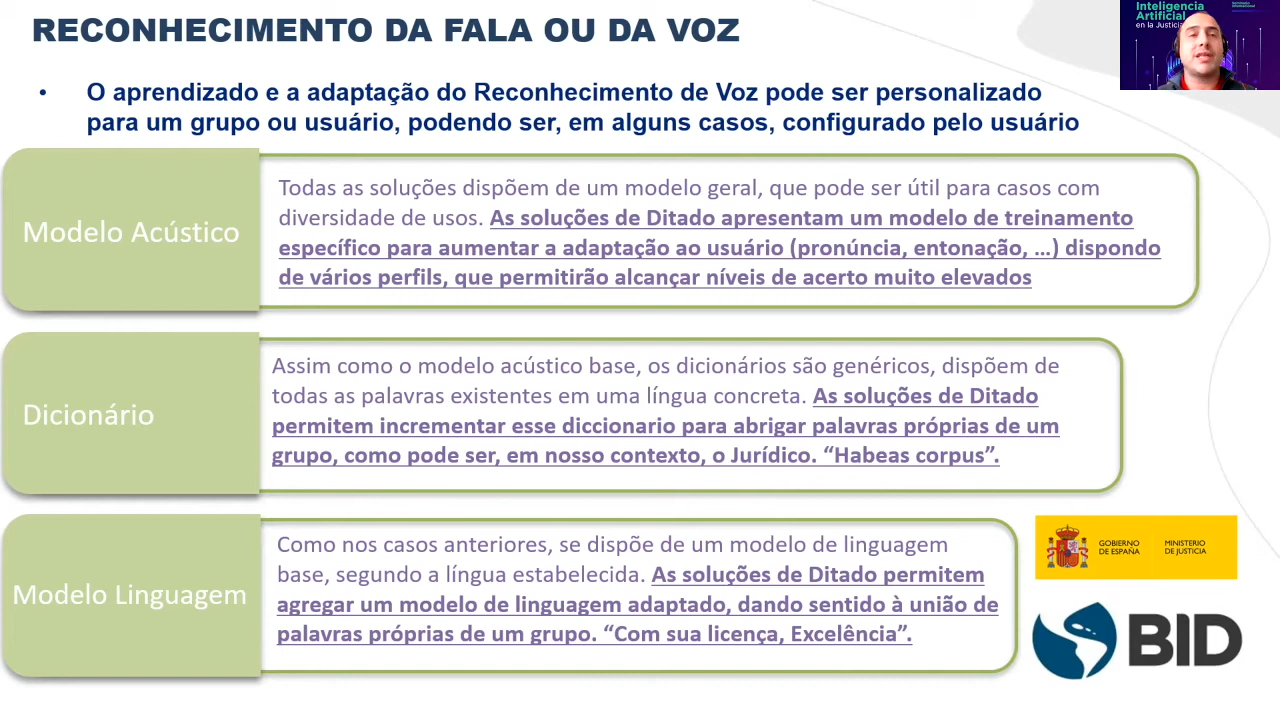 RECONHECIMENTO DA FALA OU DA VOZ
Inteligencia
Artificial
en la Justicia
• O aprendizado e a adaptação do Reconhecimento de Voz pode ser personalizado
para um grupo ou usuário, podendo ser, em alguns casos, configurado pelo usuário
Modelo Acústico
Todas as soluções dispõem de um modelo geral, que pode ser útil para casos com
diversidade de usos. As soluções de Ditado apresentam um modelo de treinamento
específico para aumentar a adaptação ao usuário (pronúncia, entonação, ...) dispondo
de vários perfis, que permitirão alcançar níveis de acerto muito elevados
Dicionário
Assim como o modelo acústico base, os dicionários são genéricos, dispõem de
todas as palavras existentes em uma língua concreta. As soluções de Ditado
permitem incrementar esse diccionario para abrigar palavras próprias de um
grupo, como pode ser, em nosso contexto, o Jurídico. “Habeas corpus”.
Modelo Linguagem
Como nos casos anteriores, se dispõe de um modelo de linguagem
base, segundo a língua estabelecida. As soluções de Ditado permitem
agregar um modelo de linguagem adaptado, dando sentido à união de
palavras próprias de um grupo. “Com sua licença, Excelência”.
GOBIERNO
DE ESPAÑA
MINISTERIO
DE JUSTICIA
BID